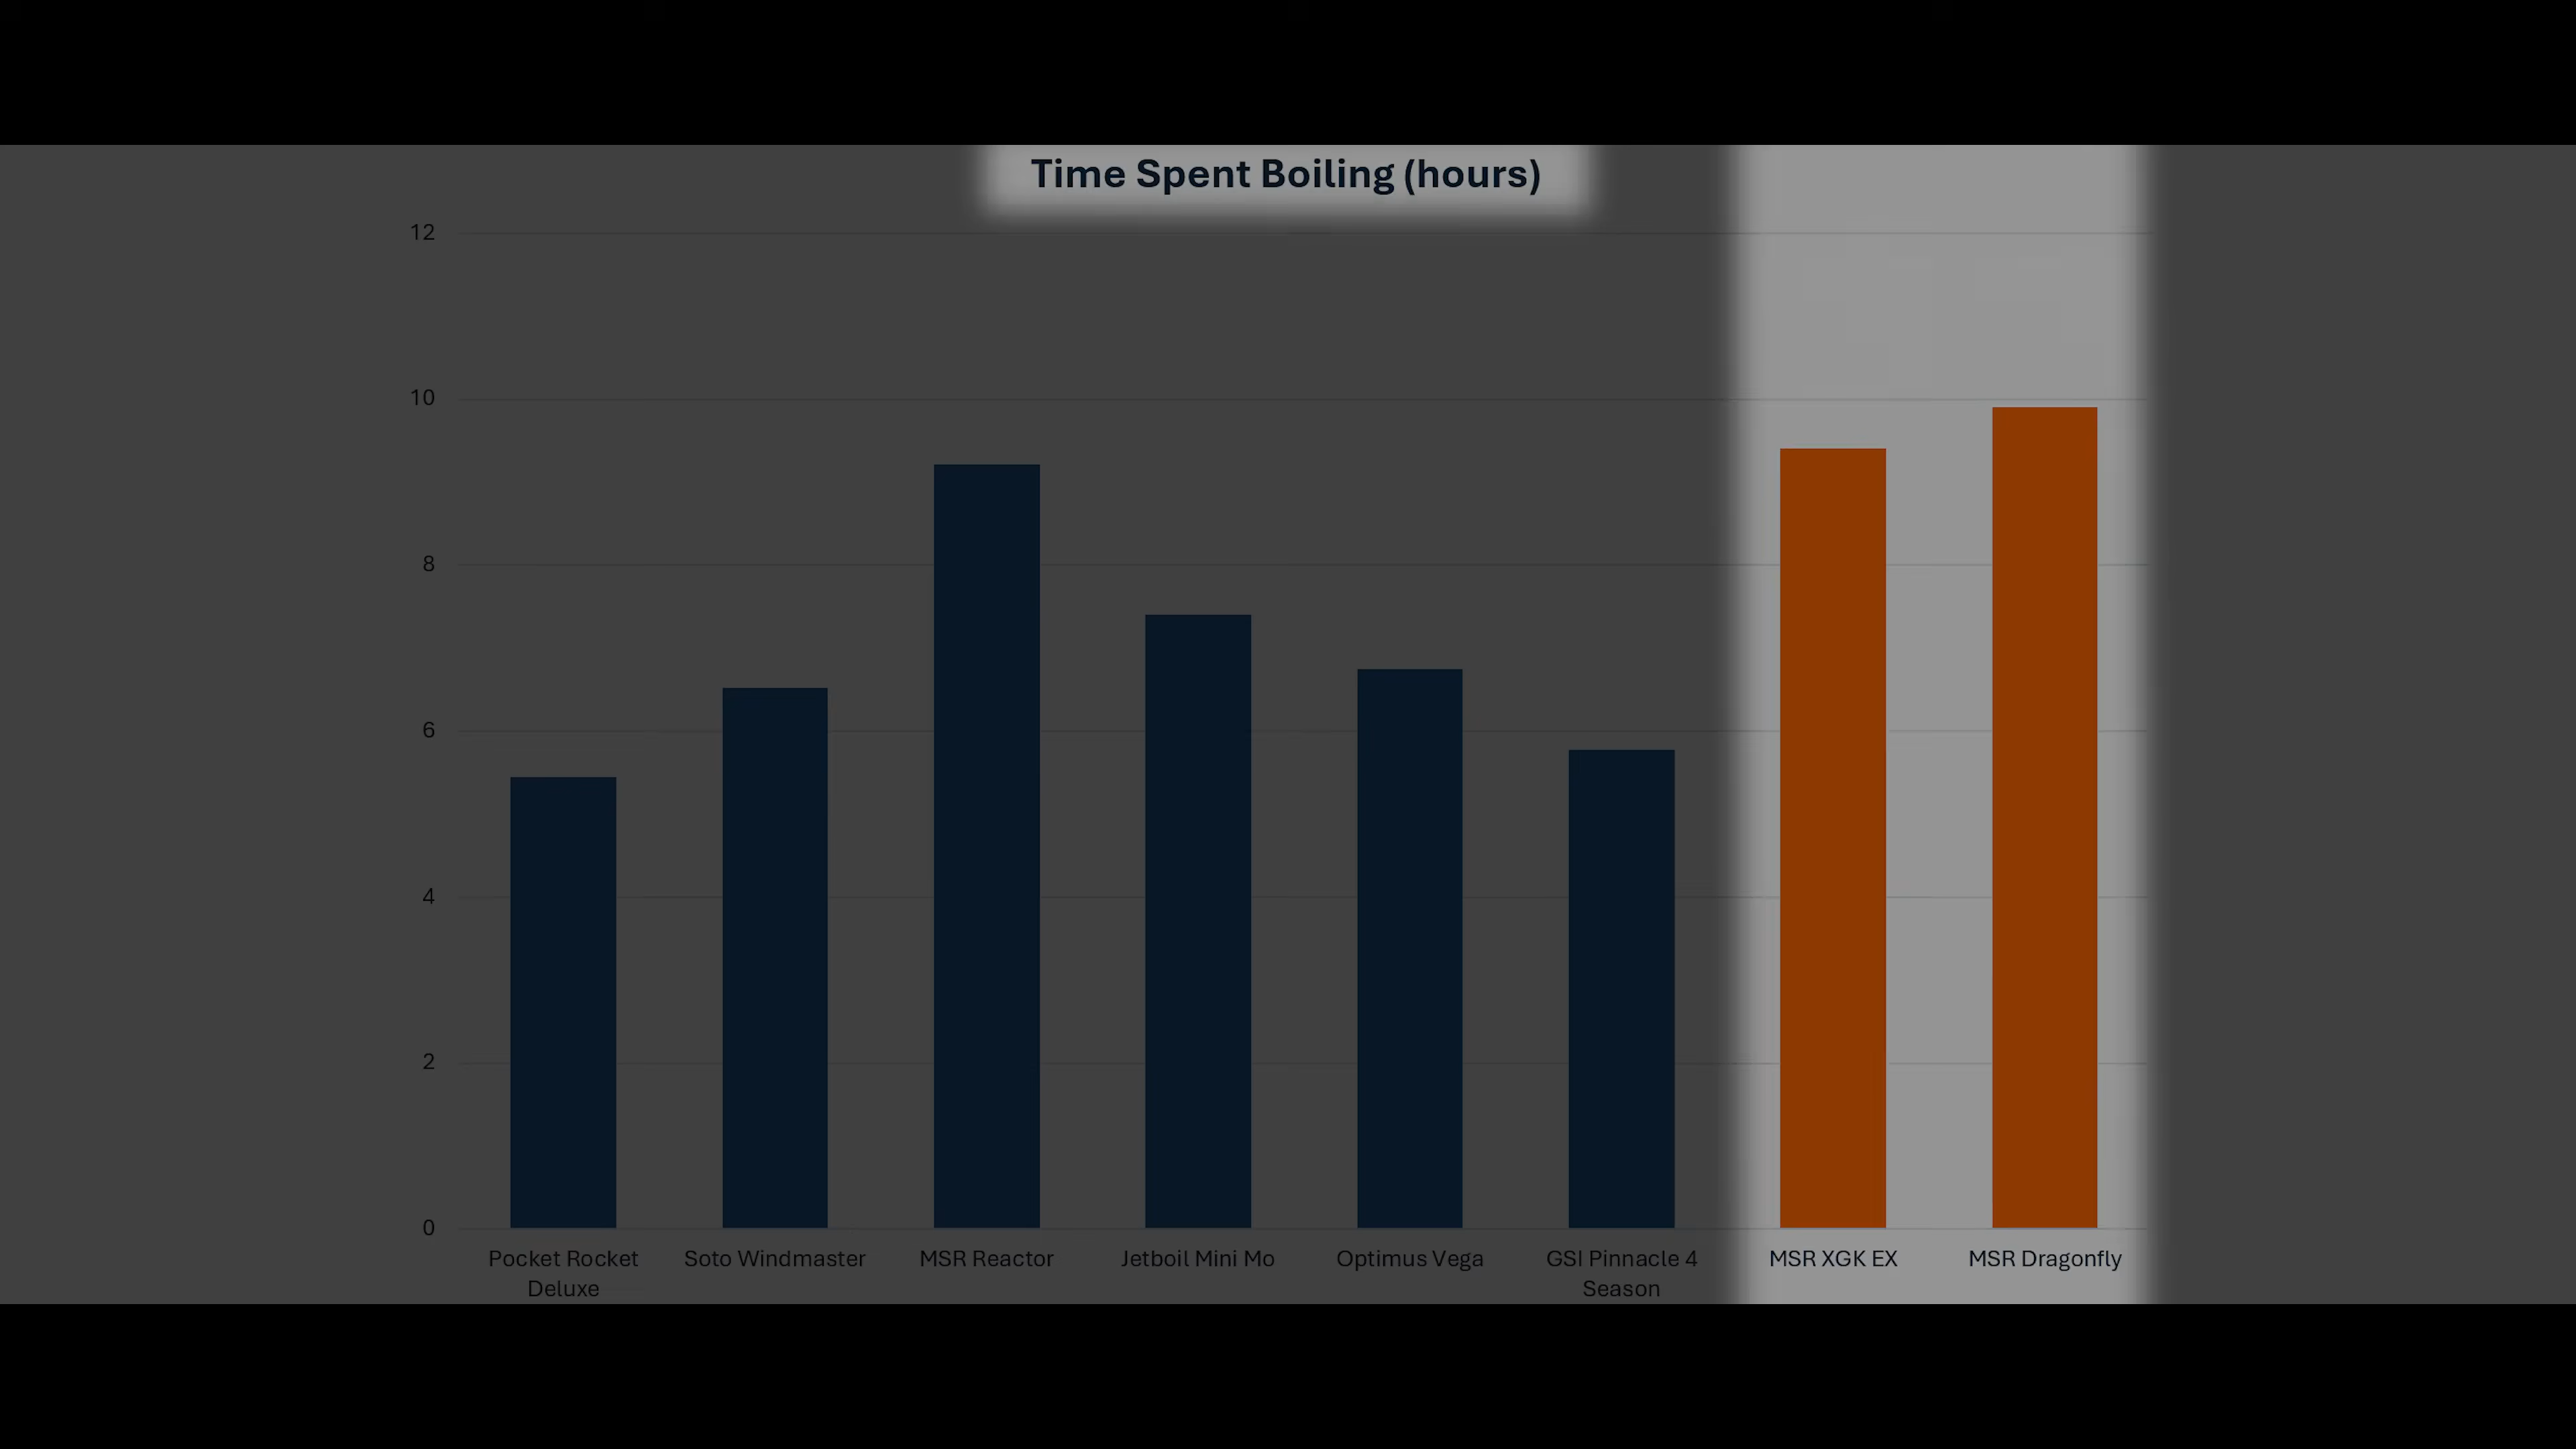 Time Spent Boiling (hours)
12
10
8
6
4
2
0
Pocket Rocket
Deluxe
Soto Windmaster
MSR Reactor
Jetboil Mini Mo
Optimus Vega
GSI Pinnacle 4
Season
MSR XGK EX
MSR Dragonfly